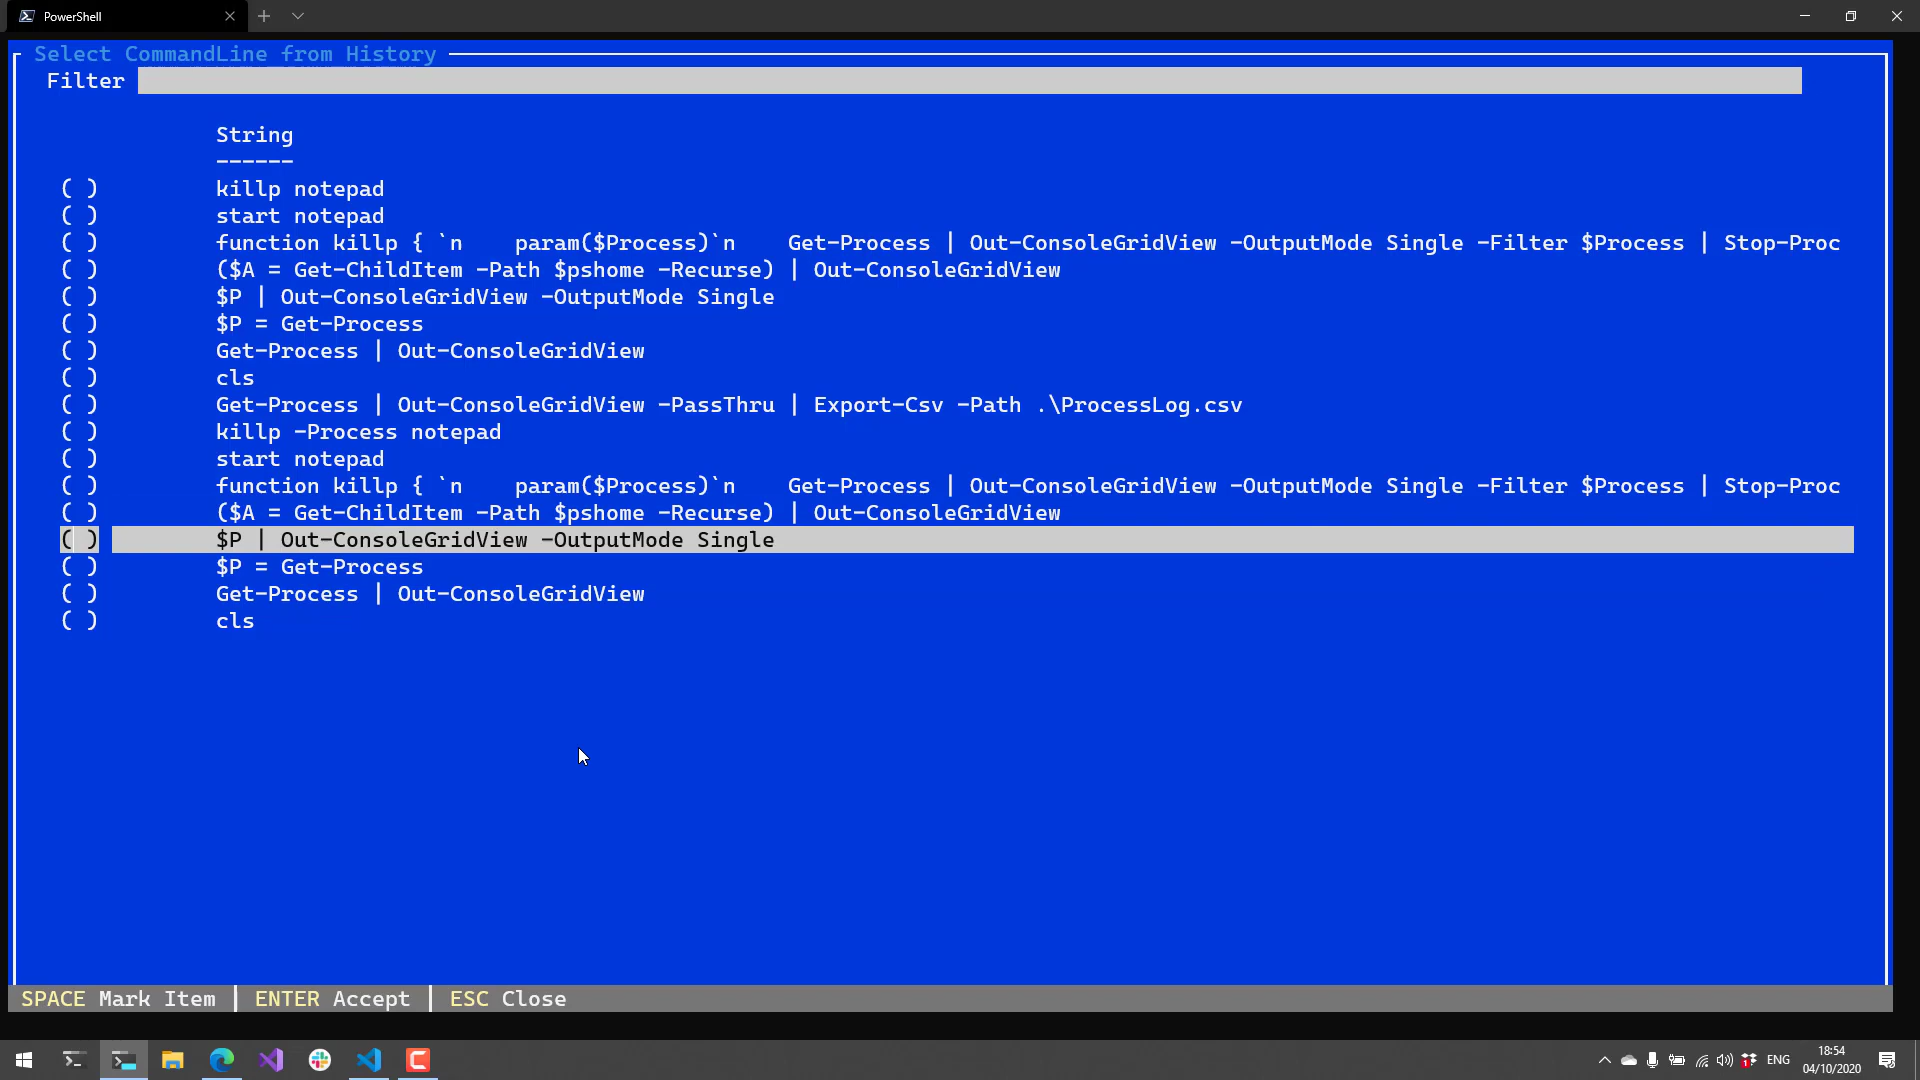 PowerShell
Select CommandLine from History
Filter
String
------
( ) killp notepad
( ) start notepad
( ) function killp { `n    param($Process)`n    Get-Process | Out-ConsoleGridView -OutputMode Single -Filter $Process | Stop-Proc
( ) ($A = Get-ChildItem -Path $pshome -Recurse) | Out-ConsoleGridView
( ) $P | Out-ConsoleGridView -OutputMode Single
( ) $P = Get-Process
( ) Get-Process | Out-ConsoleGridView
( ) cls
( ) Get-Process | Out-ConsoleGridView -PassThru | Export-Csv -Path .\ProcessLog.csv
( ) killp -Process notepad
( ) start notepad
( ) function killp { `n    param($Process)`n    Get-Process | Out-ConsoleGridView -OutputMode Single -Filter $Process | Stop-Proc
( ) ($A = Get-ChildItem -Path $pshome -Recurse) | Out-ConsoleGridView
( ) $P | Out-ConsoleGridView -OutputMode Single
( ) $P = Get-Process
( ) Get-Process | Out-ConsoleGridView
( ) cls
SPACE Mark Item | ENTER Accept | ESC Close
ENG
18:54
04/10/2020